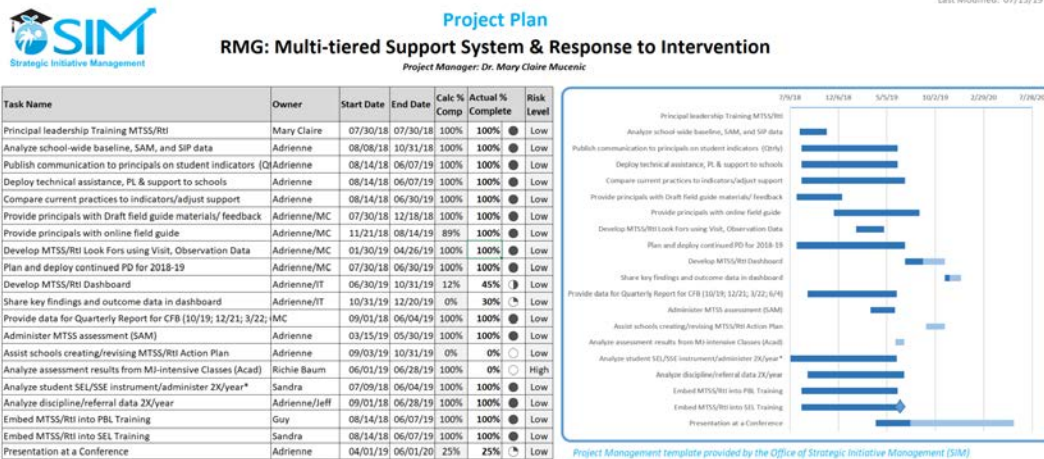 Last Modified: 07/23/19
SIM
Strategic Initiative Management
Project Plan
RMG: Multi-tiered Support System & Response to Intervention
Project Manager: Dr. Mary Claire Mucenic
Task Name Owner Start Date End Date Calc % Comp Actual % Complete Risk Level
Principal leadership Training MTSS/RtI Mary Claire 07/30/18 07/30/18 100% 100% Low
Analyze school-wide baseline, SAM, and SIP data Adrienne 08/08/18 10/31/18 100% 100% Low
Publish communication to principals on student indicators (Qt Adrienne 08/14/18 06/07/19 100% 100% Low
Deploy technical assistance, PL & support to schools Adrienne 08/14/18 06/07/19 100% 100% Low
Compare current practices to indicators/adjust support Adrienne 08/14/18 06/30/19 100% 100% Low
Provide principals with Draft field guide materials/ feedback Adrienne/MC 07/30/18 12/18/18 100% 100% Low
Provide principals with online field guide Adrienne/MC 11/21/18 08/14/19 89% 100% Low
Develop MTSS/RtI Look Fors using Visit, Observation Data Adrienne/MC 01/30/19 04/26/19 100% 100% Low
Plan and deploy continued PD for 2018-19 Adrienne/MC 07/30/18 06/30/19 100% 100% Low
Develop MTSS/RtI Dashboard Adrienne/IT 06/30/19 10/31/19 12% 45% Low
Share key findings and outcome data in dashboard Adrienne/IT 10/31/19 12/20/19 0% 30% Low
Provide data for Quarterly Report for CFB (10/19; 12/21; 3/22; MC 09/01/18 06/04/19 100% 100% Low
Administer MTSS assessment (SAM) Adrienne 03/15/19 05/30/19 100% 100% Low
Assist schools creating/revising MTSS/RtI Action Plan Adrienne 09/03/19 10/31/19 0% 0% Low
Analyze assessment results from MJ-intensive Classes (Acad) Richie Baum 06/01/19 06/28/19 100% 0% High
Analyze student SEL/SSE instrument/administer 2X/year* Sandra 07/09/18 06/04/19 100% 100% Low
Analyze discipline/referral data 2X/year Adrienne/Jeff 09/01/18 06/28/19 100% 100% Low
Embed MTSS/RtI into PBL Training Guy 08/14/18 06/07/19 100% 100% Low
Embed MTSS/RtI into SEL Training Sandra 08/14/18 06/07/19 100% 100% Low
Presentation at a Conference Adrienne 04/01/19 06/01/20 25% 25% Low
7/9/18 12/6/18 5/5/19 10/2/19 2/29/20 7/28/20
Principal leadership Training MTSS/RtI
Analyze school-wide baseline, SAM, and SIP data
Publish communication to principals on student indicators (Qtrly)
Deploy technical assistance, PL & support to schools
Compare current practices to indicators/adjust support
Provide principals with Draft field guide materials/ feedback
Provide principals with online field guide
Develop MTSS/RtI Look Fors using Visit, Observation Data
Plan and deploy continued PD for 2018-19
Develop MTSS/RtI Dashboard
Share key findings and outcome data in dashboard
Provide data for Quarterly Report for CFB (10/19; 12/21; 3/22; 6/4)
Administer MTSS assessment (SAM)
Assist schools creating/revising MTSS/RtI Action Plan
Analyze assessment results from MJ-intensive Classes (Acad)
Analyze student SEL/SSE instrument/administer 2X/year*
Analyze discipline/referral data 2X/year
Embed MTSS/RtI into PBL Training
Embed MTSS/RtI into SEL Training
Presentation at a Conference
Project Management template provided by the Office of Strategic Initiative Management (SIM)